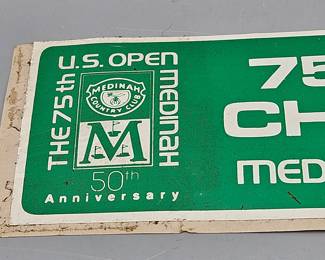 THE 75th
U.S. OPEN
MEDINAH
MEDINAH
COUNTRY CLUB
M
50th
Anniversary
75
CH
MED